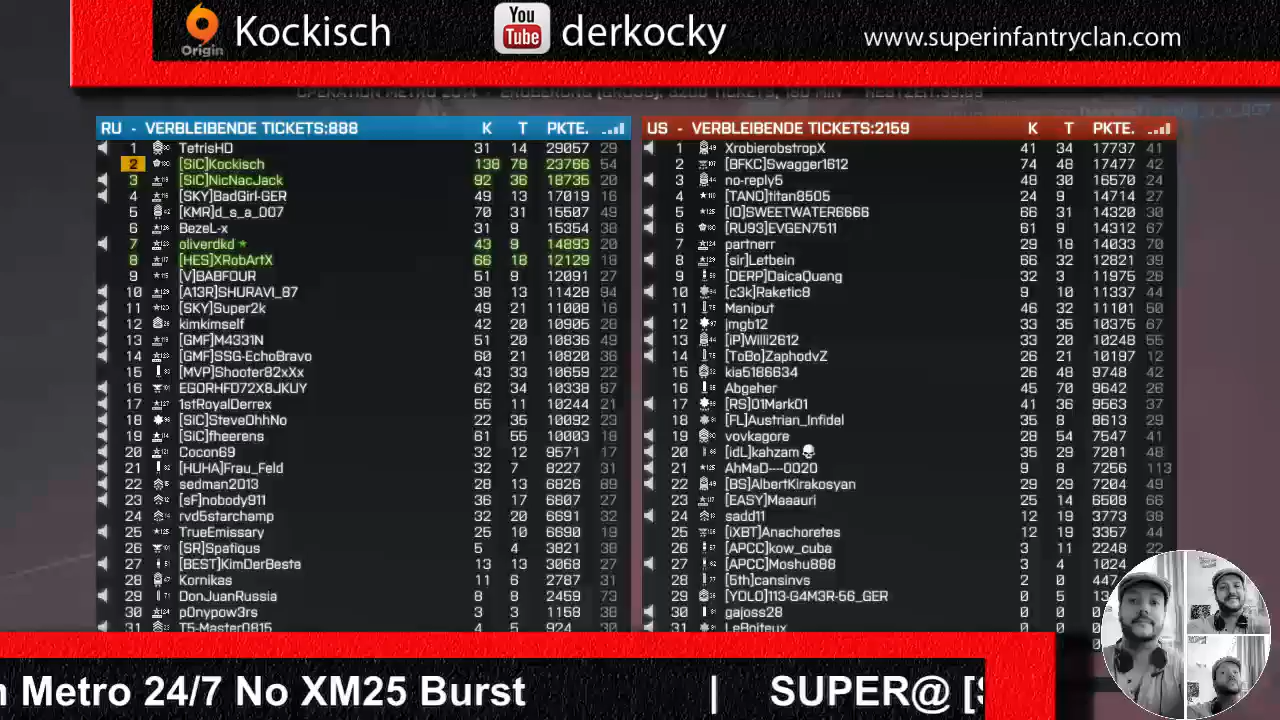 Origin
Kockisch
You Tube
derkocky
www.superinfantryclan.com
RU - VERBLEIBENDE TICKETS:888 K T PKTE.
1 TetrisHD 31 14 29057 29
2 [SiC]Kockisch 138 78 23766 54
3 [SiC]NicNacJack 92 36 18735 20
4 [SKY]BadGirl-GER 49 13 17019 16
5 [KMR]d_s_a_007 70 31 15507 49
6 BezeL-x 31 9 15354 38
7 oliverdkd * 43 9 14893 20
8 [HES]XRobArtX 66 18 12129 18
9 [V]BABFOUR 51 9 12091 27
10 [A13R]SHURAVI_87 38 13 11428 94
11 [SKY]Super2k 49 21 11008 16
12 kimkimself 42 20 10905 28
13 [GMF]M4331N 51 20 10836 49
14 [GMF]SSG-EchoBravo 60 21 10820 36
15 [MVP]Shooter82xXx 43 33 10659 22
16 EGORHFD72X8JKUY 62 34 10338 67
17 1stRoyalDerrex 55 11 10244 21
18 [SiC]SteveOhhNo 22 35 10092 23
19 [SiC]fheerens 61 55 10003 18
20 Cocon69 32 12 9571 17
21 [HUHA]Frau_Feld 32 7 8227 31
22 sedman2013 28 13 6826 89
23 [sF]nobody911 36 17 6807 27
24 rvd5starchamp 32 20 6691 32
25 TrueEmissary 25 10 6690 19
26 [SR]Spatiqus 5 4 3821 38
27 [BEST]KimDerBeste 13 13 3068 27
28 Kornikas 11 6 2787 31
29 DonJuanRussia 8 8 2459 73
30 p0nypow3rs 3 3 1158 38
31 T5-Master0815 4 5 924 30
US - VERBLEIBENDE TICKETS:2159 K T PKTE.
1 XrobierobstropX 41 34 17737 41
2 [BFKC]Swagger1612 74 48 17477 42
3 no-reply5 48 30 16570 24
4 [TANO]titan8505 24 9 14714 27
5 [IO]SWEETWATER6666 66 31 14320 30
6 [RU93]EVGEN7511 61 9 14312 67
7 partnerr 29 18 14033 70
8 [sir]Letbein 66 32 12821 39
9 [DERP]DaicaQuang 32 3 11975 26
10 [c3k]Raketic8 9 10 11337 44
11 Maniput 46 32 11101 50
12 jmgb12 33 35 10375 67
13 [iP]Willi2612 33 20 10248 55
14 [ToBo]ZaphodvZ 26 21 10197 12
15 kia5186634 26 48 9748 42
16 Abgeher 45 70 9642 26
17 [RS]01Mark01 41 36 9563 37
18 [FL]Austrian_Infidel 35 8 8613 29
19 vovkagore 28 54 7547 41
20 [idL]kahzam 35 29 7281 48
21 AhMaD----0020 9 8 7256 113
22 [BS]AlbertKirakosyan 29 29 7204 49
23 [EASY]Maaauri 25 14 6508 66
24 sadd11 12 19 3773 38
25 [iXBT]Anachoretes 12 19 3357 44
26 [APCC]kow_cuba 3 11 2248 22
27 [APCC]Moshu888 3 4 1024
28 [5th]cansinvs 2 0 447
29 [YOLO]113-G4M3R-56_GER 0 5 13
30 gajoss28 0 0 0
31 LeBoiteux 0 0 0
Metro 24/7 No XM25 Burst | SUPER@